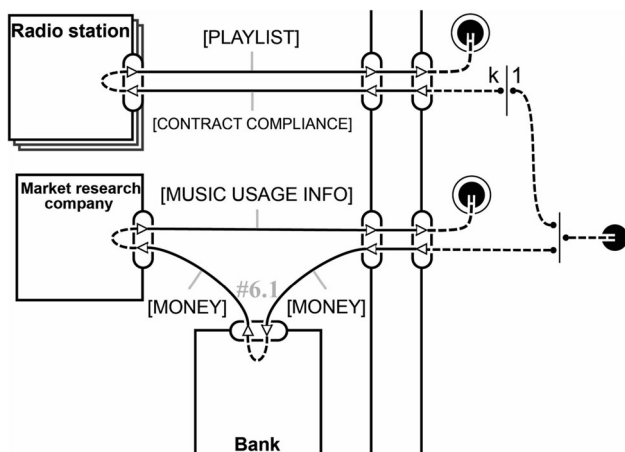 Radio station
[PLAYLIST]
k 1
[CONTRACT COMPLIANCE]
Market research
company
[MUSIC USAGE INFO]
#6.1
[MONEY] [MONEY]
Bank